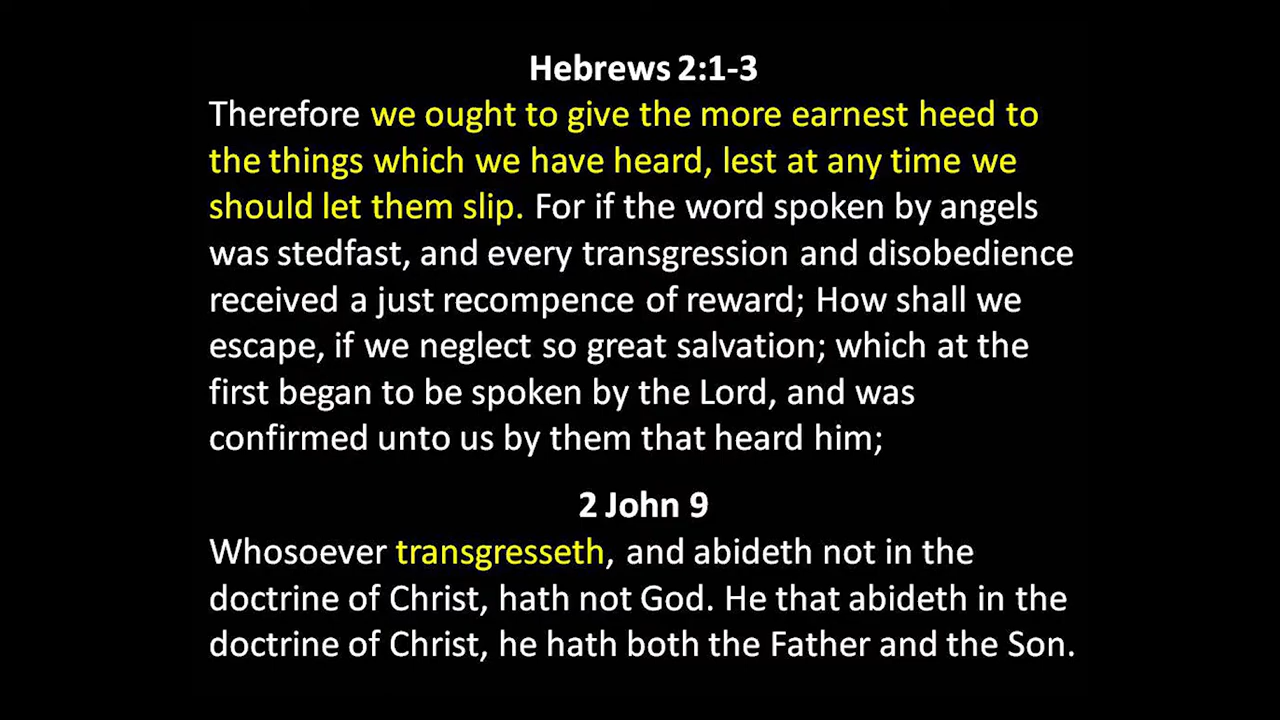 Hebrews 2:1-3
Therefore we ought to give the more earnest heed to
the things which we have heard, lest at any time we
should let them slip. For if the word spoken by angels
was stedfast, and every transgression and disobedience
received a just recompence of reward; How shall we
escape, if we neglect so great salvation; which at the
first began to be spoken by the Lord, and was
confirmed unto us by them that heard him;
2 John 9
Whosoever transgresseth, and abideth not in the
doctrine of Christ, hath not God. He that abideth in the
doctrine of Christ, he hath both the Father and the Son.